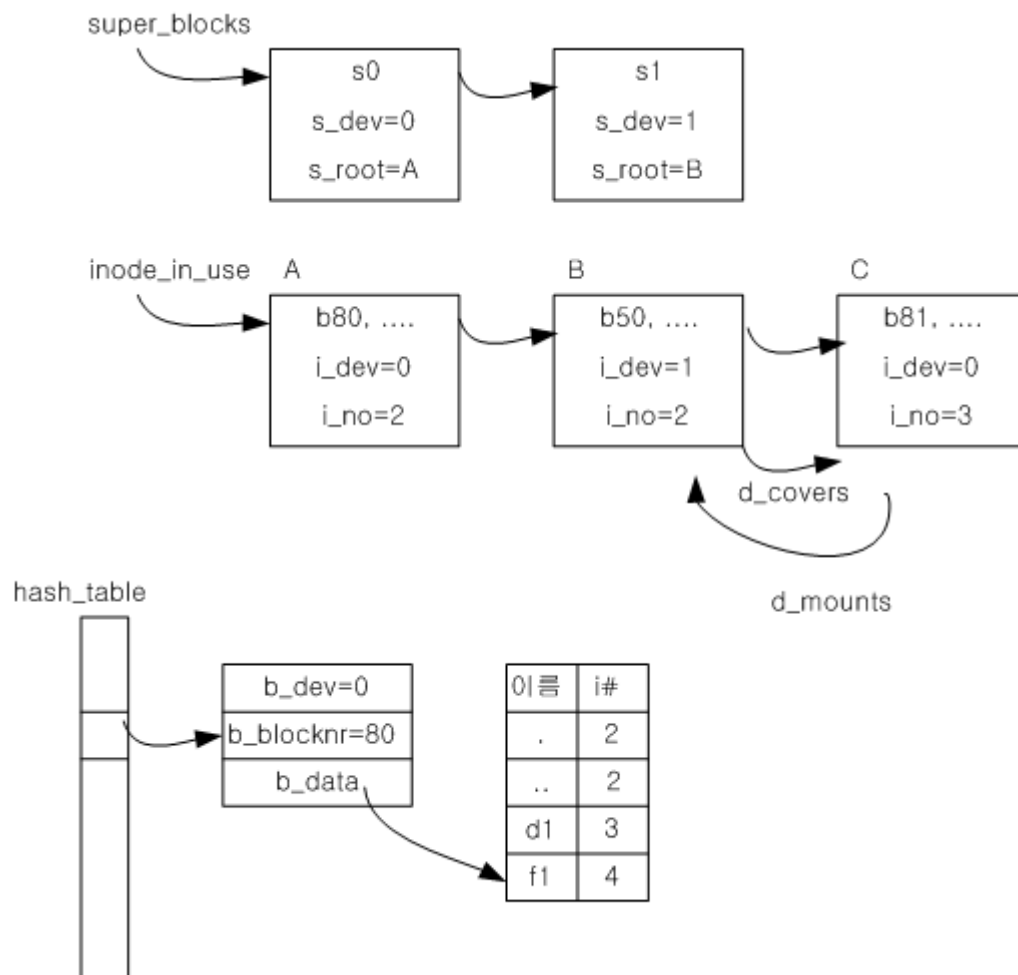 super_blocks
s0
s_dev=0
s_root=A
s1
s_dev=1
s_root=B
inode_in_use
A
B
C
b80, ....
i_dev=0
i_no=2
b50, ....
i_dev=1
i_no=2
b81, ....
i_dev=0
i_no=3
d_covers
d_mounts
hash_table
b_dev=0
b_blocknr=80
b_data
이름 i#
. 2
.. 2
d1 3
f1 4